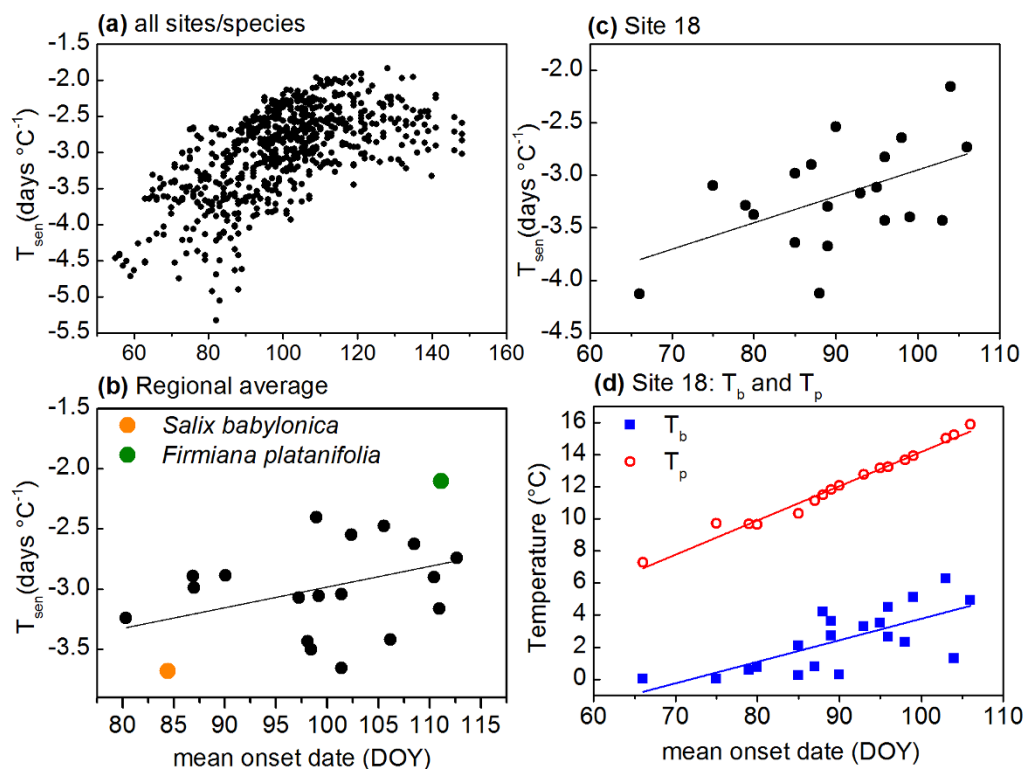 (a) all sites/species
-1.5
-2.0
-2.5
-3.0
-3.5
-4.0
-4.5
-5.0
-5.5
T_sen(days °C⁻¹)
60 80 100 120 140 160
(c) Site 18
-2.0
-2.5
-3.0
-3.5
-4.0
-4.5
T_sen(days °C⁻¹)
60 70 80 90 100 110
(b) Regional average
Salix babylonica
Firmiana platanifolia
-1.5
-2.0
-2.5
-3.0
-3.5
T_sen(days °C⁻¹)
80 85 90 95 100 105 110 115
mean onset date (DOY)
(d) Site 18: T_b and T_p
T_b
T_p
16
14
12
10
8
6
4
2
0
Temperature (°C)
60 70 80 90 100 110
mean onset date (DOY)